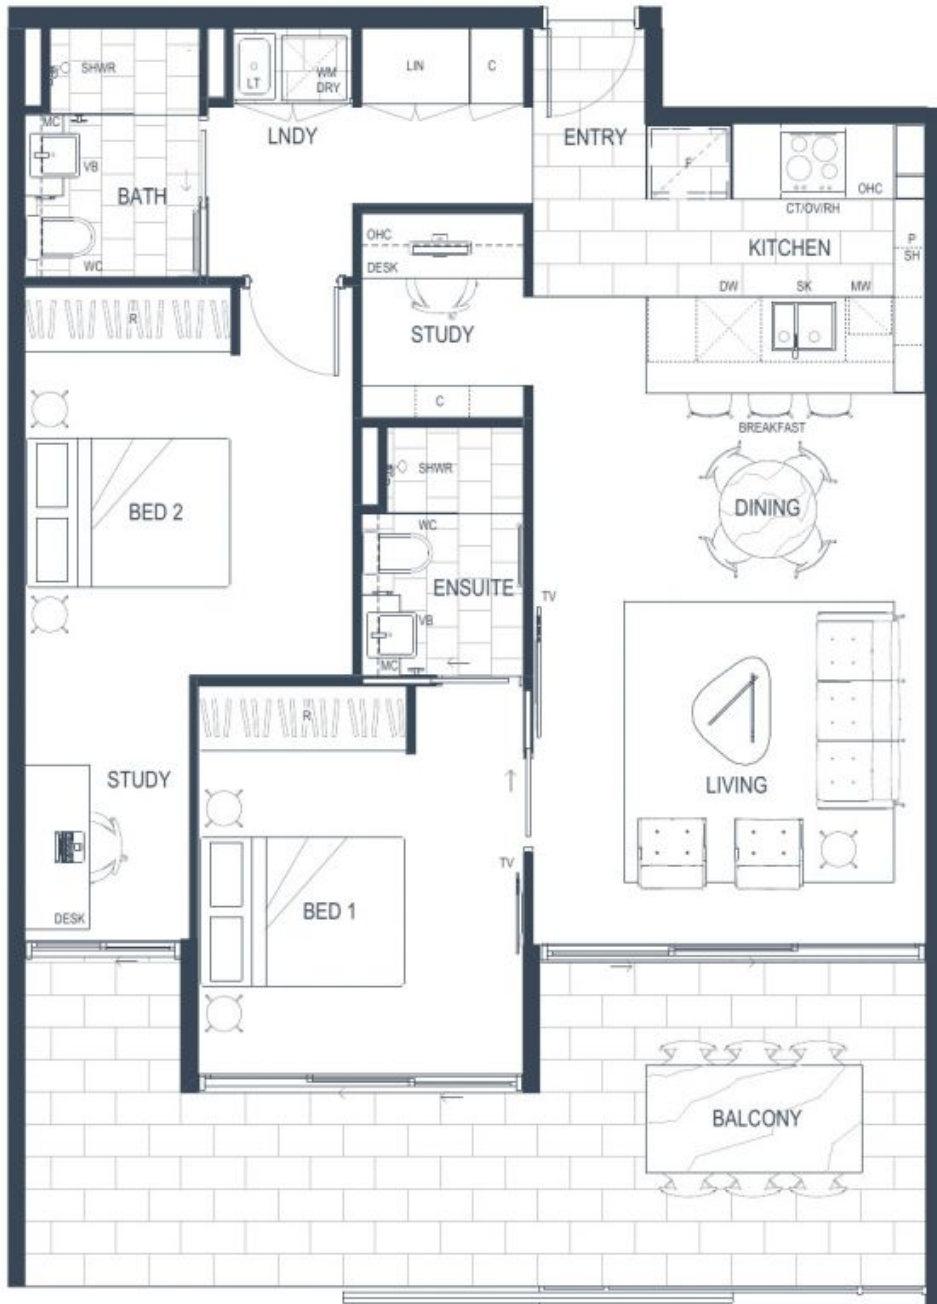 SHWR
LT
WM
DRY
LIN
C
MC
VB
BATH
WC
LNDY
ENTRY
F
OHC
CT/OV/RH
KITCHEN
P
SH
OHC
DESK
STUDY
C
DW
SK
MW
BREAKFAST
DINING
R
BED 2
SHWR
WC
ENSUITE
VB
MC
TV
LIVING
R
STUDY
DESK
BED 1
TV
BALCONY